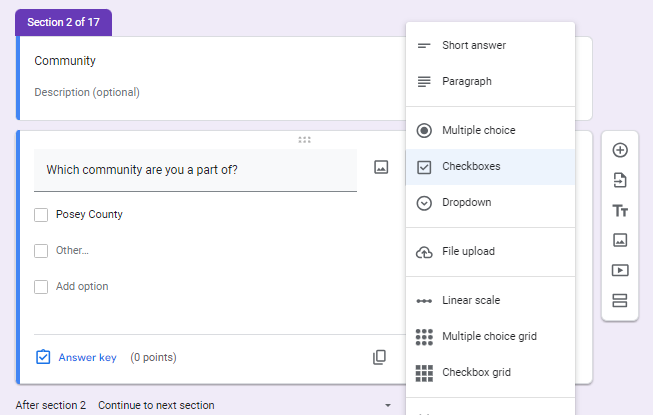 Section 2 of 17
Community
Description (optional)
Which community are you a part of?
Posey County
Other...
Add option
Answer key (0 points)
After section 2 Continue to next section
Short answer
Paragraph
Multiple choice
Checkboxes
Dropdown
File upload
Linear scale
Multiple choice grid
Checkbox grid
Tт